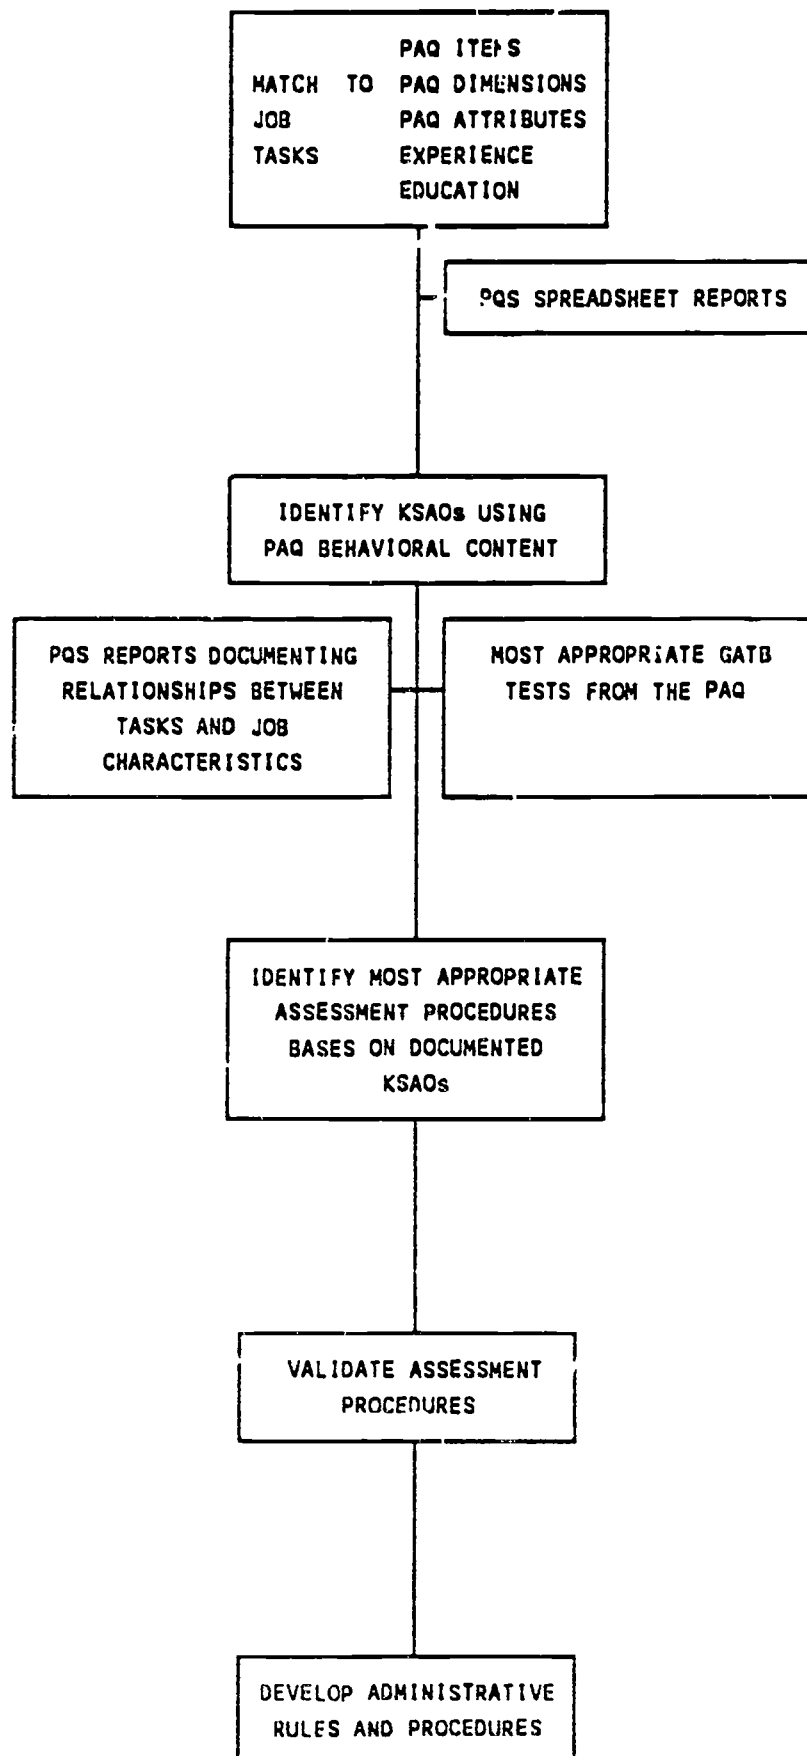 PAQ ITEMS
MATCH TO PAQ DIMENSIONS
JOB PAQ ATTRIBUTES
TASKS EXPERIENCE
EDUCATION
PQS SPREADSHEET REPORTS
IDENTIFY KSAOs USING
PAQ BEHAVIORAL CONTENT
PQS REPORTS DOCUMENTING
RELATIONSHIPS BETWEEN
TASKS AND JOB
CHARACTERISTICS
MOST APPROPRIATE GATB
TESTS FROM THE PAQ
IDENTIFY MOST APPROPRIATE
ASSESSMENT PROCEDURES
BASES ON DOCUMENTED
KSAOs
VALIDATE ASSESSMENT
PROCEDURES
DEVELOP ADMINISTRATIVE
RULES AND PROCEDURES